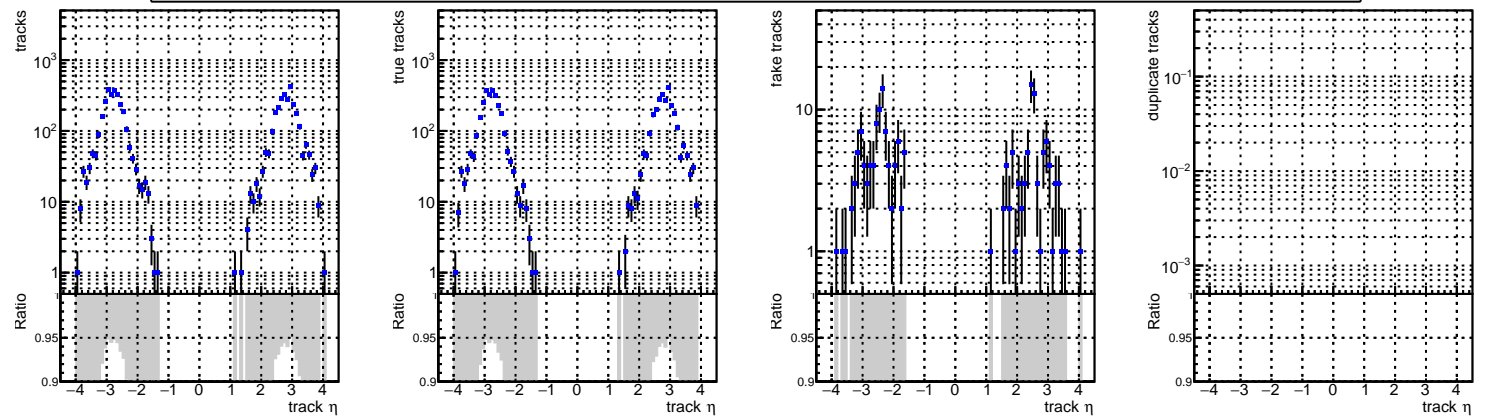 tracks
10³
10²
10
1
Ratio
1
0.95
0.9
−4 −3 −2 −1 0 1 2 3 4
track η
true tracks
10³
10²
10
1
Ratio
1
0.95
0.9
−4 −3 −2 −1 0 1 2 3 4
track η
fake tracks
10
1
Ratio
1
0.95
0.9
−4 −3 −2 −1 0 1 2 3 4
track η
duplicate tracks
10⁻¹
10⁻²
10⁻³
Ratio
1
0.95
0.9
−4 −3 −2 −1 0 1 2 3 4
track η